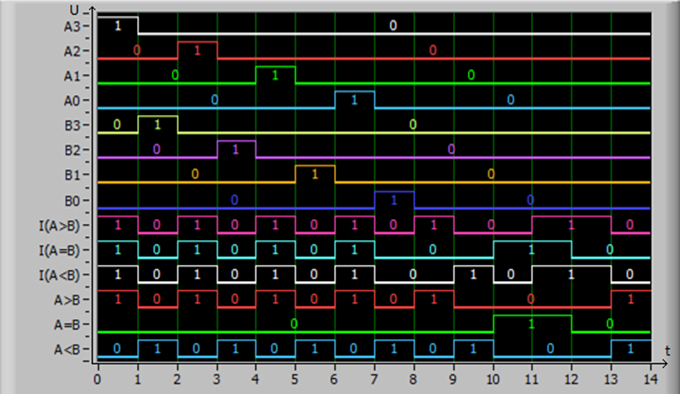 U
A3 1 0
A2 0 1 0
A1 0 1 0
A0 0 1 0
B3 0 1 0
B2 0 1 0
B1 0 1 0
B0 0 1 0
I(A>B) 1 0 1 0 1 0 1 0 1 0 1 0
I(A=B) 1 0 1 0 1 0 1 0 1 0
I(A<B) 1 0 1 0 1 0 1 0 1 0 1 0
A>B 1 0 1 0 1 0 1 0 1 0 1
A=B 0 1 0
A<B 0 1 0 1 0 1 0 1 0 1 0 1
t
0 1 2 3 4 5 6 7 8 9 10 11 12 13 14